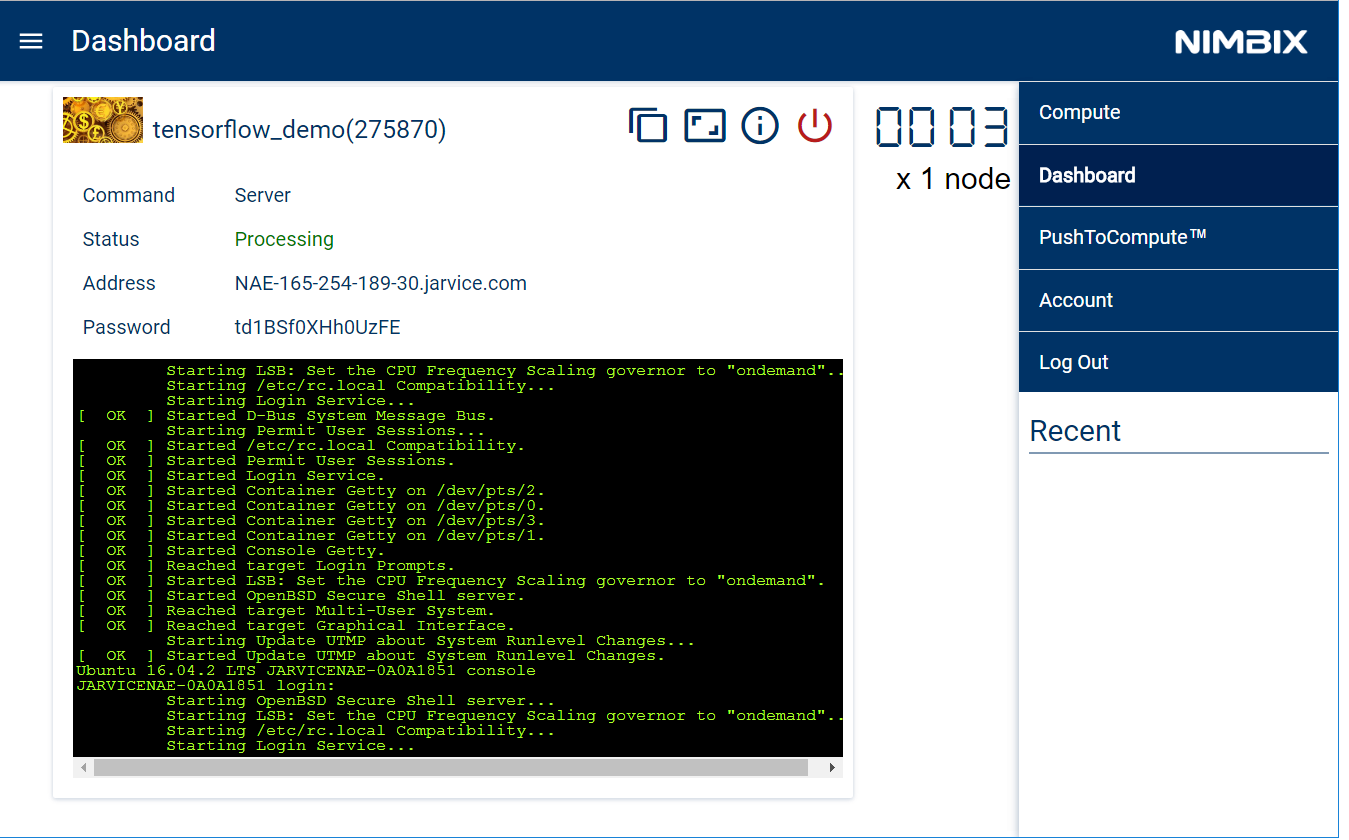 Dashboard
NIMBIX
tensorflow_demo(275870)
00 03
x 1 node
Command Server
Status Processing
Address NAE-165-254-189-30.jarvice.com
Password td1BSf0XHh0UzFE
Starting LSB: Set the CPU Frequency Scaling governor to "ondemand"..
Starting /etc/rc.local Compatibility...
Starting Login Service...
[ OK ] Started D-Bus System Message Bus.
Starting Permit User Sessions...
[ OK ] Started /etc/rc.local Compatibility.
[ OK ] Started Permit User Sessions.
[ OK ] Started Login Service.
[ OK ] Started Container Getty on /dev/pts/2.
[ OK ] Started Container Getty on /dev/pts/0.
[ OK ] Started Container Getty on /dev/pts/3.
[ OK ] Started Container Getty on /dev/pts/1.
[ OK ] Started Console Getty.
[ OK ] Reached target Login Prompts.
[ OK ] Started LSB: Set the CPU Frequency Scaling governor to "ondemand".
[ OK ] Started OpenBSD Secure Shell server.
[ OK ] Reached target Multi-User System.
[ OK ] Reached target Graphical Interface.
Starting Update UTMP about System Runlevel Changes...
[ OK ] Started Update UTMP about System Runlevel Changes.
Ubuntu 16.04.2 LTS JARVICENAE-0A0A1851 console
JARVICENAE-0A0A1851 login:
Starting OpenBSD Secure Shell server...
Starting LSB: Set the CPU Frequency Scaling governor to "ondemand"..
Starting /etc/rc.local Compatibility...
Starting Login Service...
Compute
Dashboard
PushToCompute™
Account
Log Out
Recent